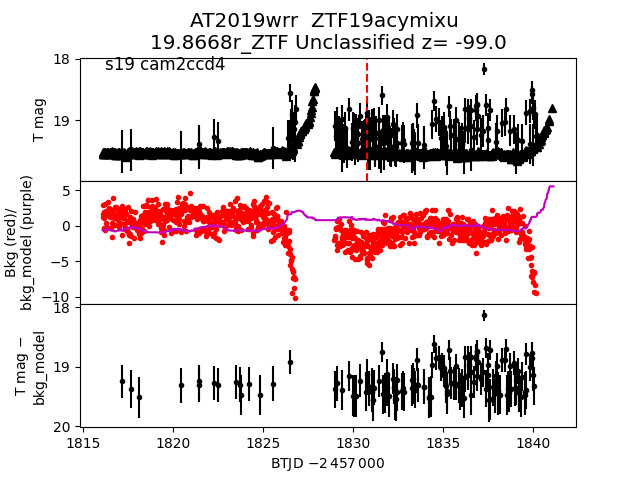 AT2019wrr  ZTF19acymixu
19.8668r_ZTF Unclassified z= -99.0
s19 cam2ccd4
T mag
18
19
Bkg (red)/
bkg_model (purple)
5
0
−5
−10
T mag −
bkg_model
18
19
20
1815
1820
1825
1830
1835
1840
BTJD −2 457 000